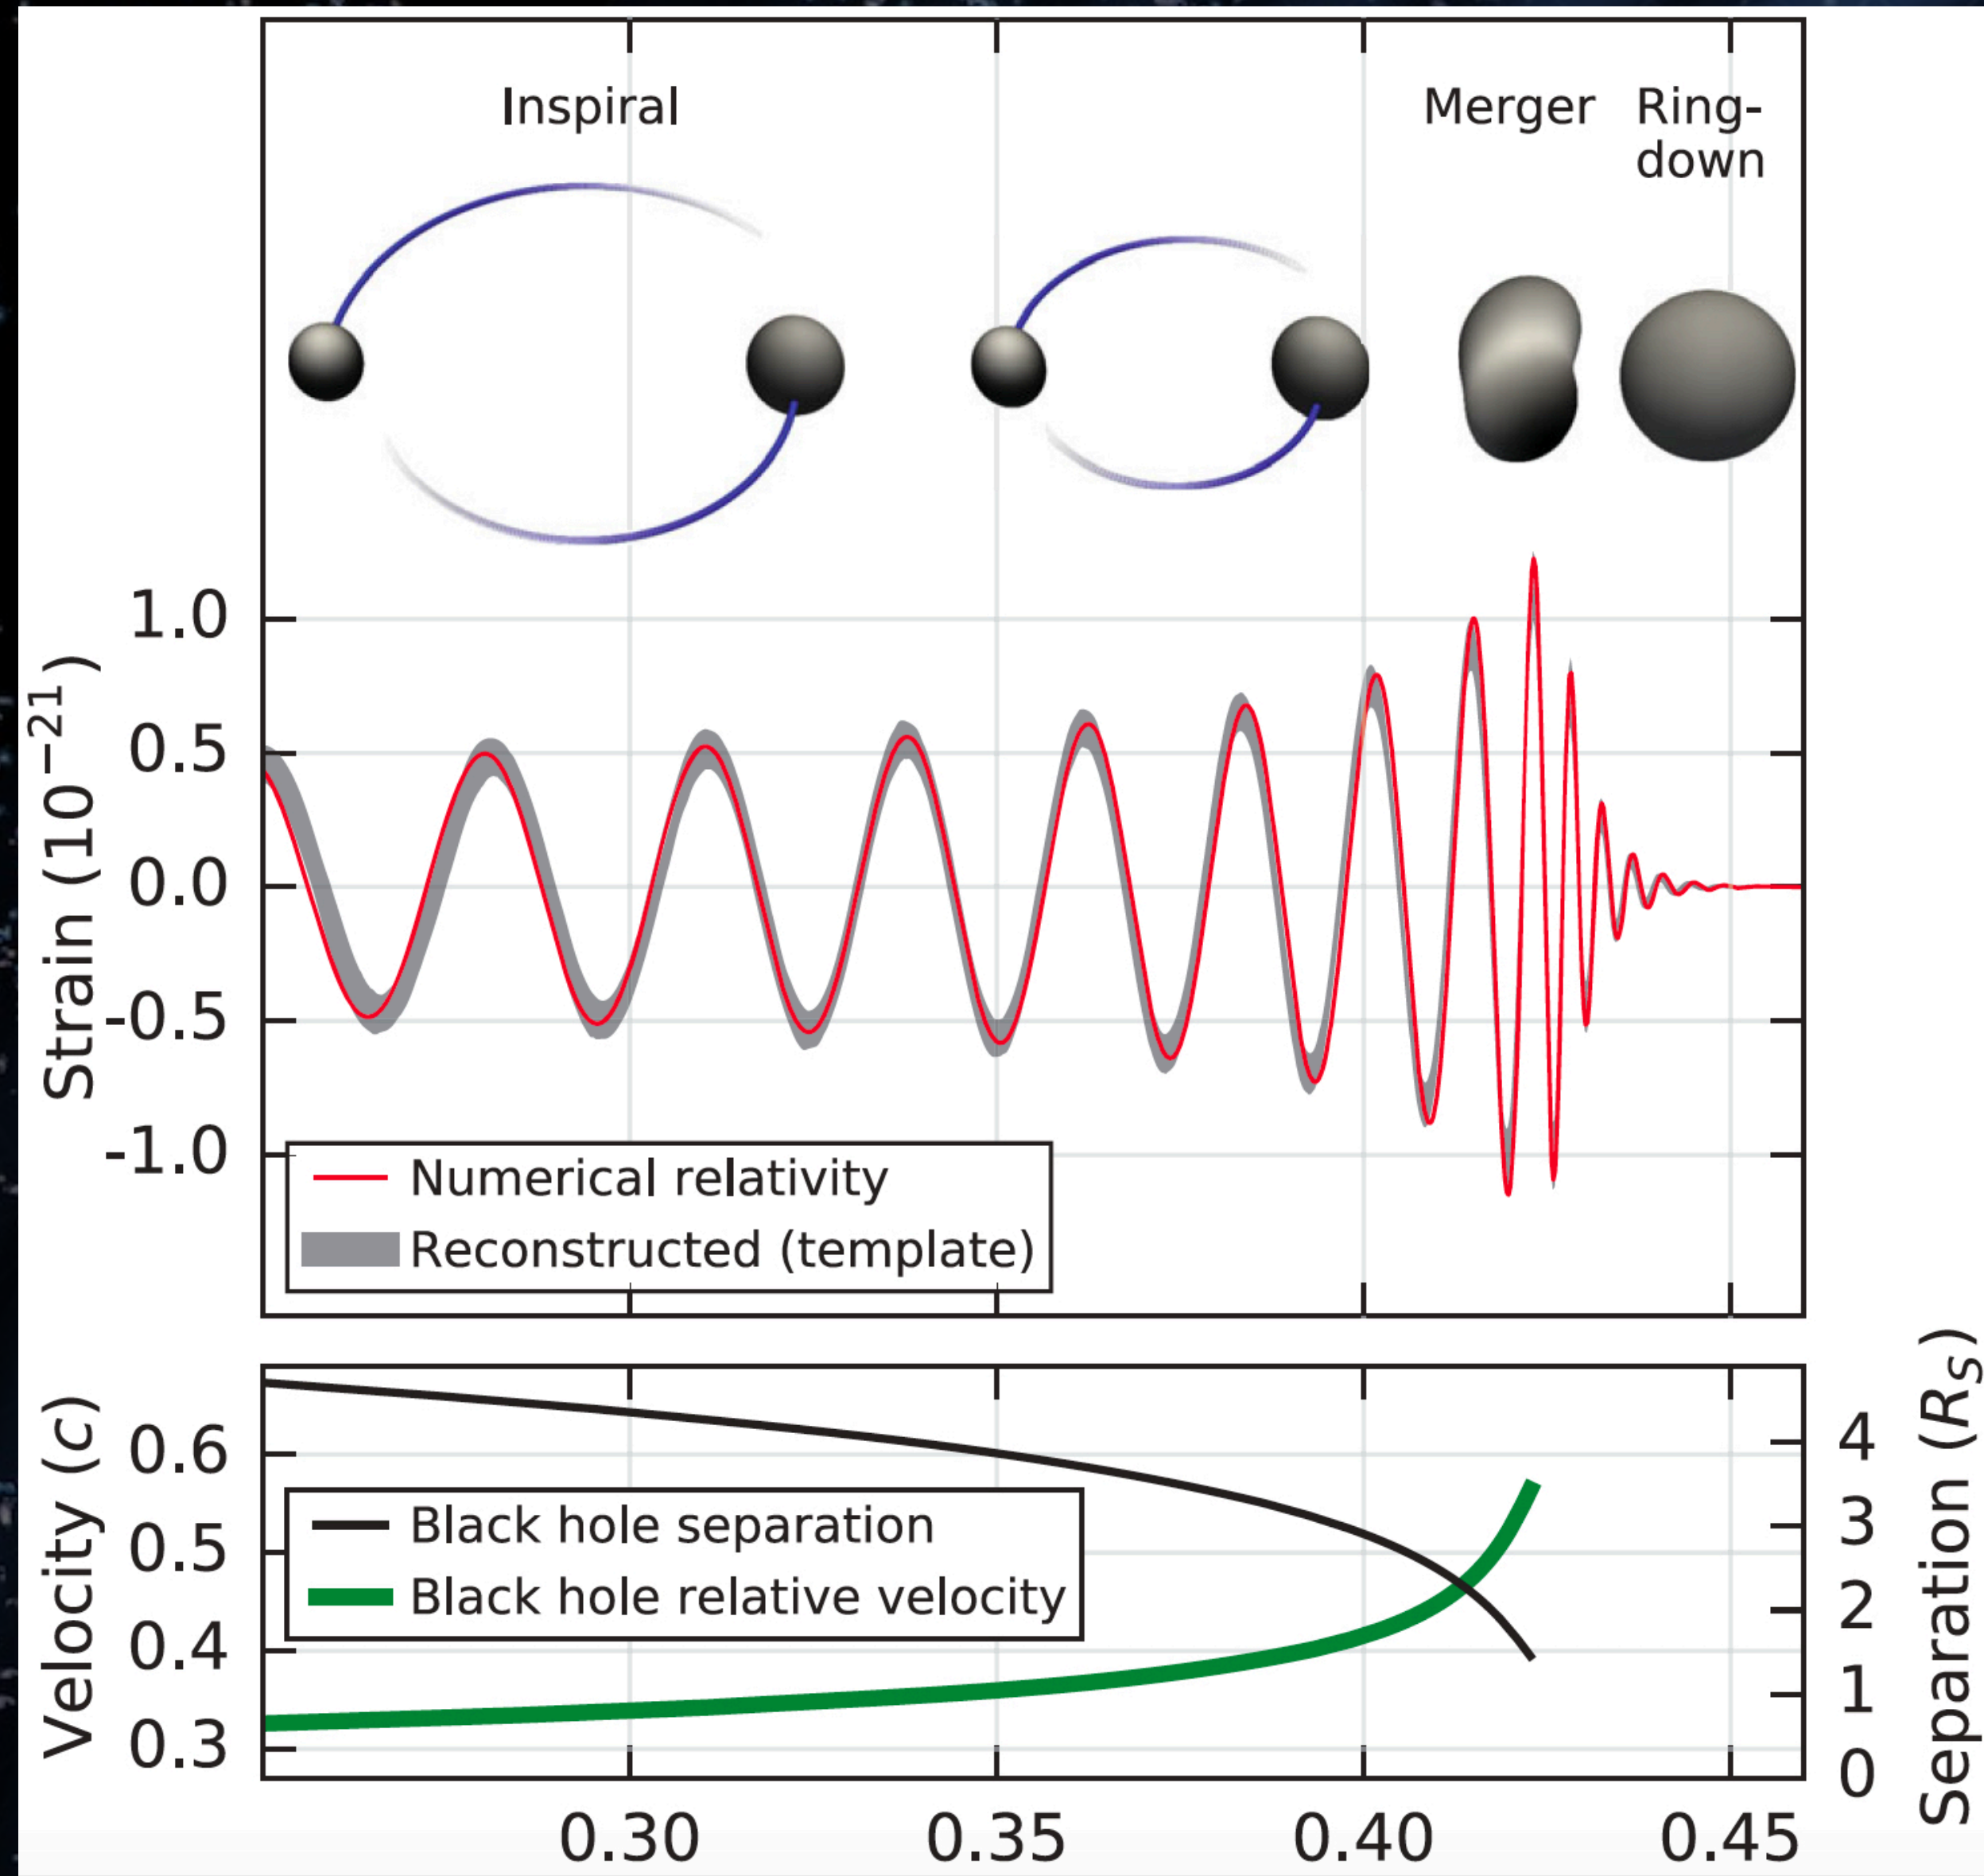 Inspiral
Merger
Ring-
down
Strain (10⁻²¹)
1.0
0.5
0.0
-0.5
-1.0
Numerical relativity
Reconstructed (template)
Velocity (c)
0.6
0.5
0.4
0.3
Black hole separation
Black hole relative velocity
4
3
2
1
0
Separation (R_S)
0.30
0.35
0.40
0.45